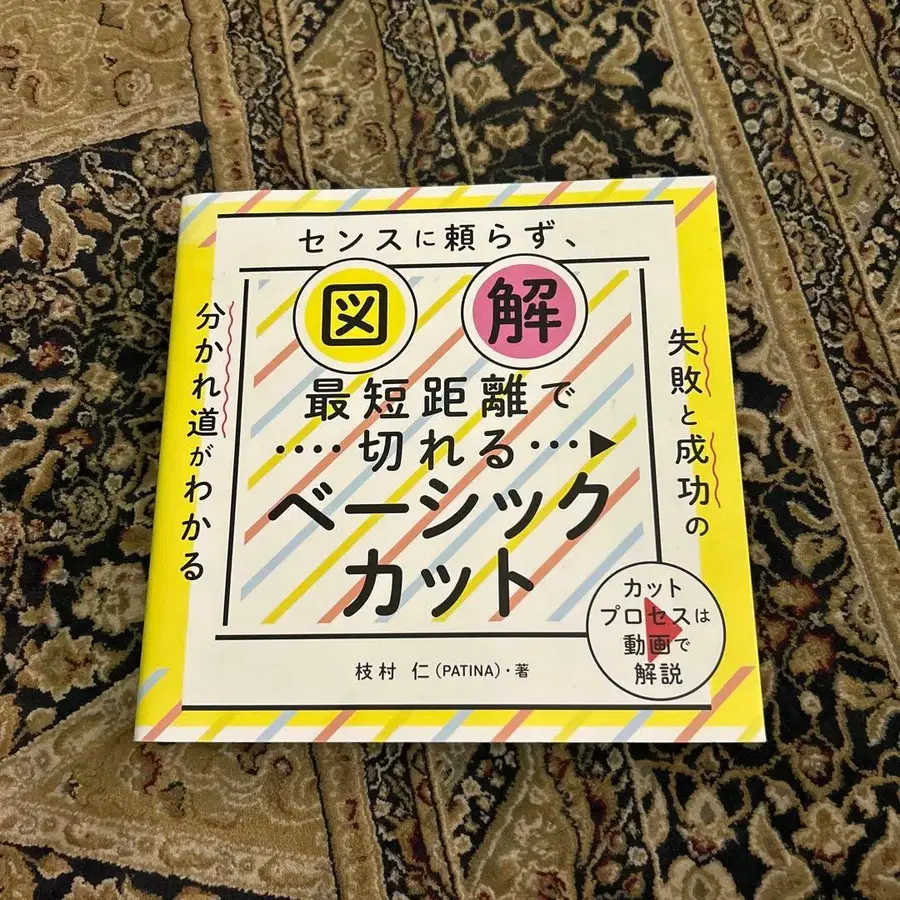 センスに頼らず、
図解
最短距離で
‥‥切れる‥・▶
ベーシック
カット
失敗と成功の
分かれ道がわかる
カット
プロセスは
動画で
解説
枝村 仁(PATINA)・著